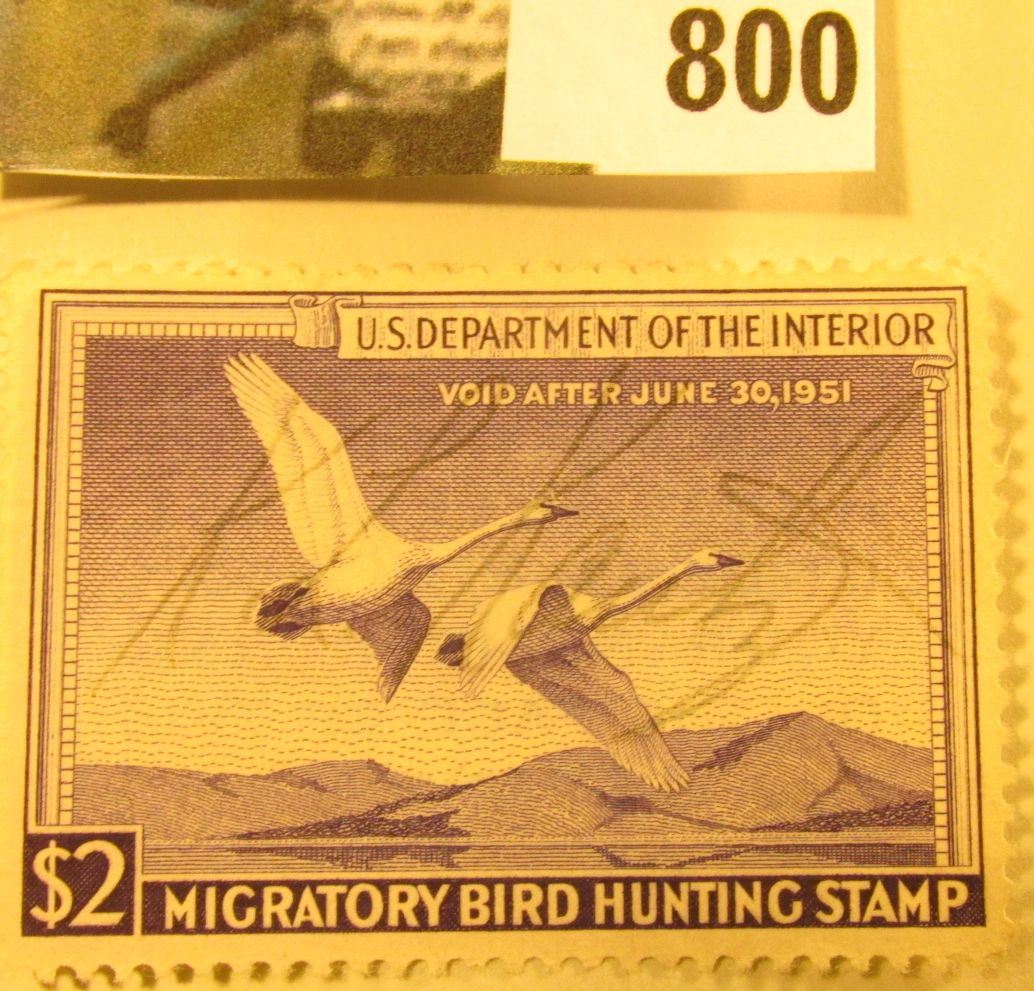 800
U.S. DEPARTMENT OF THE INTERIOR
VOID AFTER JUNE 30, 1951
$2
MIGRATORY BIRD HUNTING STAMP